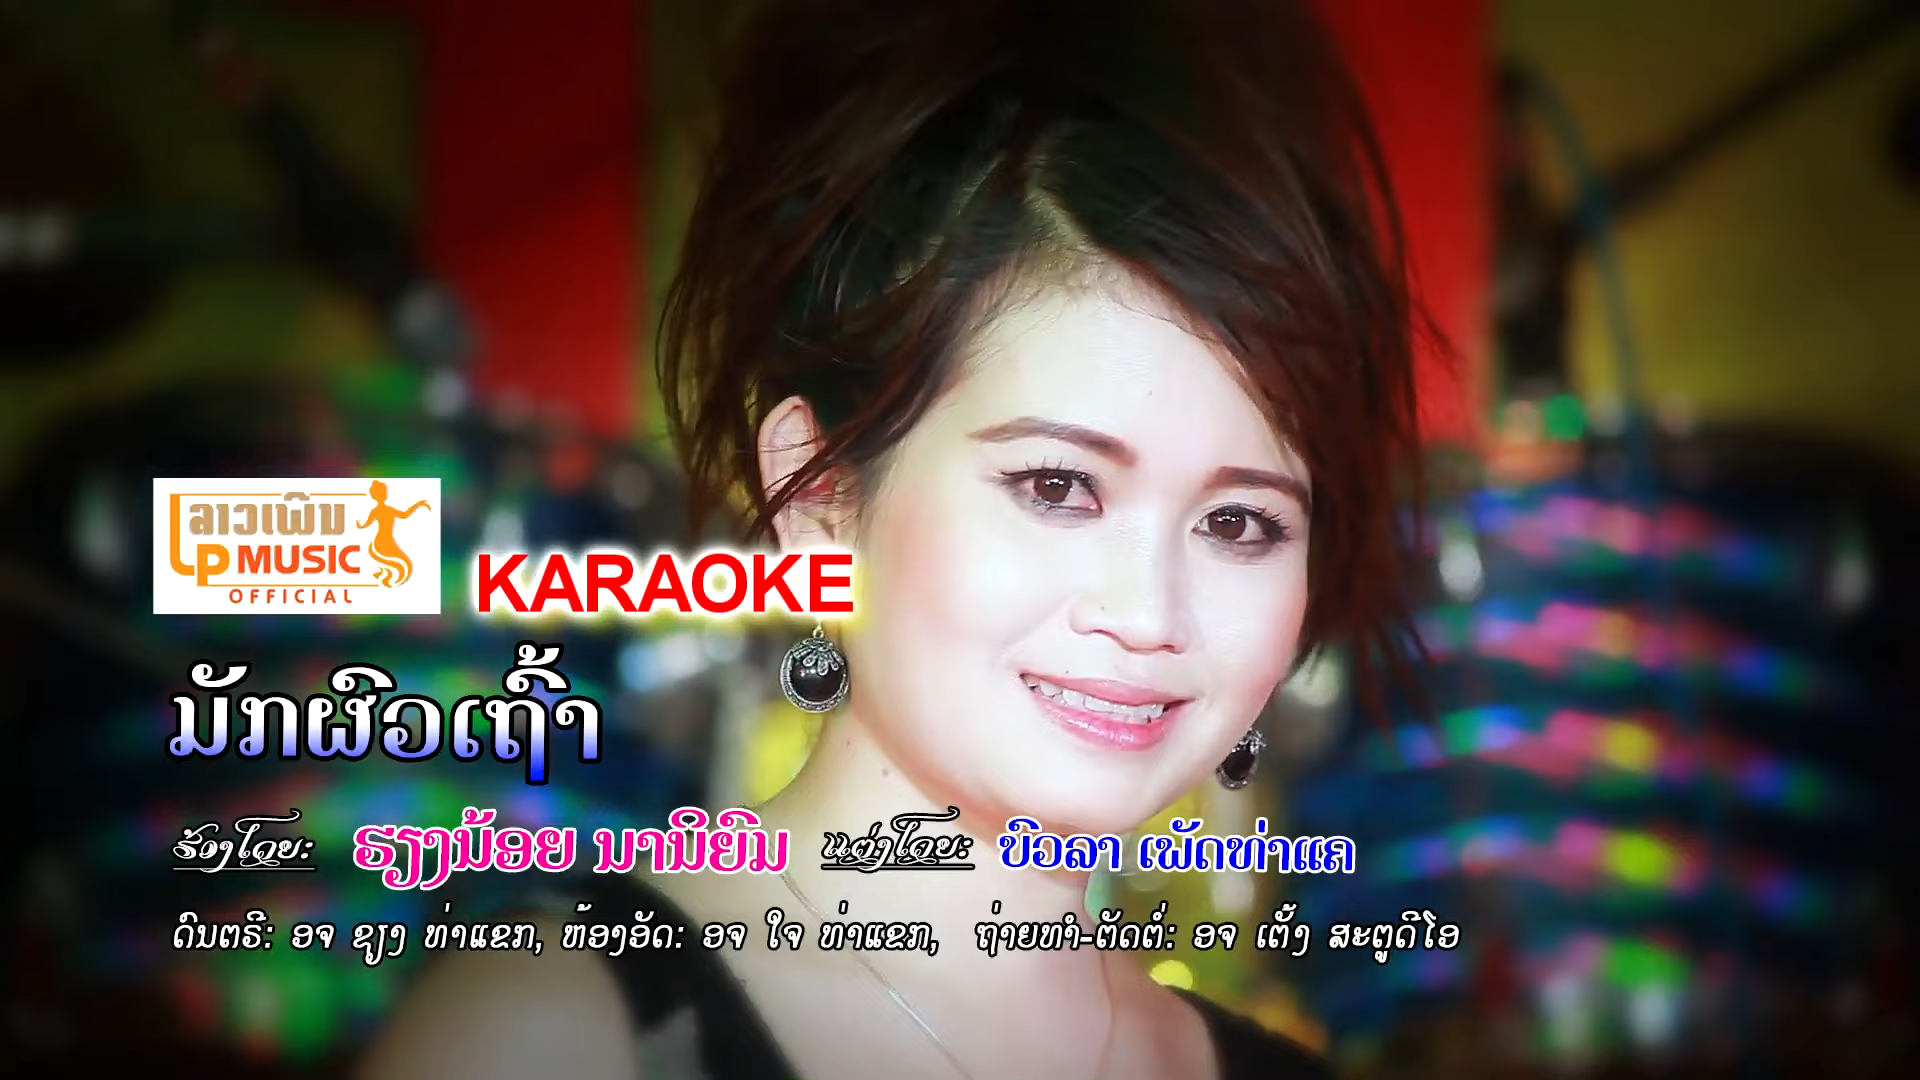 ລາວເພີນ
LP MUSIC
OFFICIAL
KARAOKE
ມັກຜົວເຖົ້າ
ຮ້ອງໂດຍ: ຮຽງນ້ອຍ ນານິຍົມ ແຕ່ງໂດຍ: ບົວລາ ເພັດທ່າແຄ
ດົນຕຣີ: ອຈ ຊຽງ ທ່າແຂກ, ຫ້ອງອັດ: ອຈ ໃຈ ທ່າແຂກ, ຖ່າຍທຳ-ຕັດຕໍ່: ອຈ ເຕັ້ງ ສະຕູດີໂອ